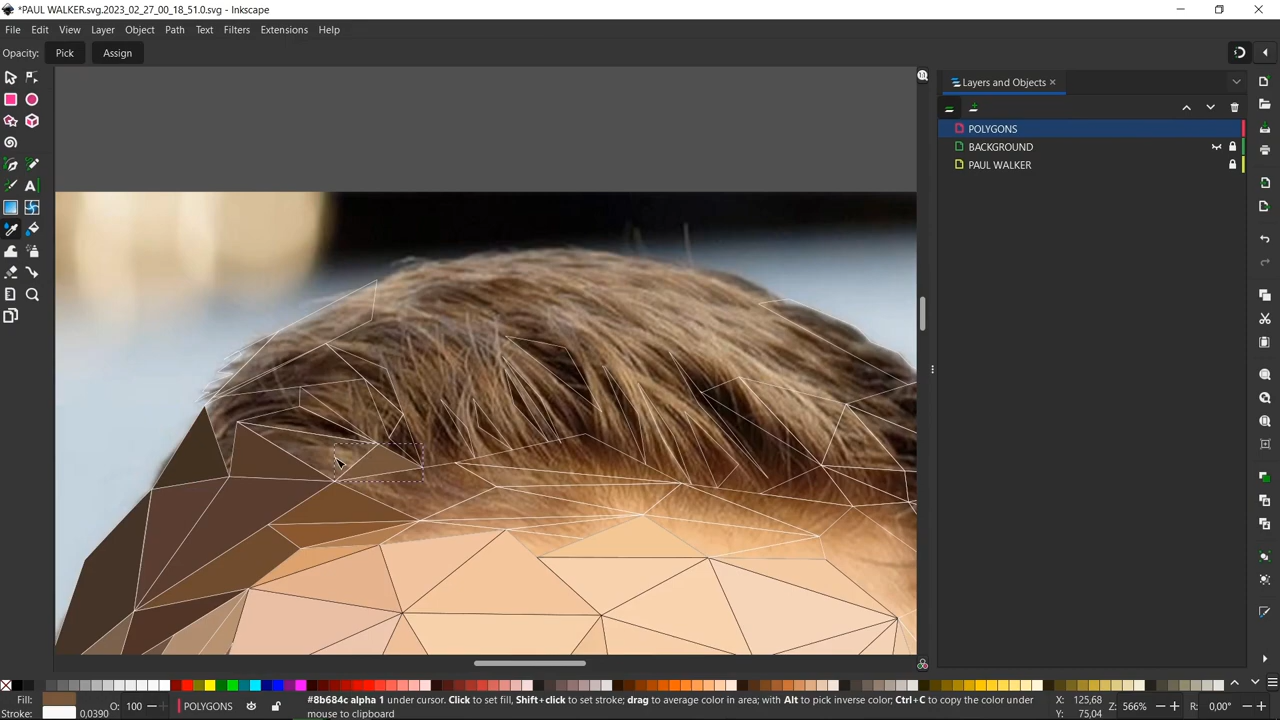 *PAUL WALKER.svg.2023_02_27_00_18_51.0.svg - Inkscape
File Edit View Layer Object Path Text Filters Extensions Help
Opacity: Pick Assign
Layers and Objects
POLYGONS
BACKGROUND
PAUL WALKER
Fill:
Stroke: 0,0390
O: 100
POLYGONS
#8b684c alpha 1 under cursor. Click to set fill, Shift+click to set stroke; drag to average color in area; with Alt to pick inverse color; Ctrl+C to copy the color under
mouse to clipboard
X: 125,68
Y: 75,04
Z: 566%
R: 0,00°